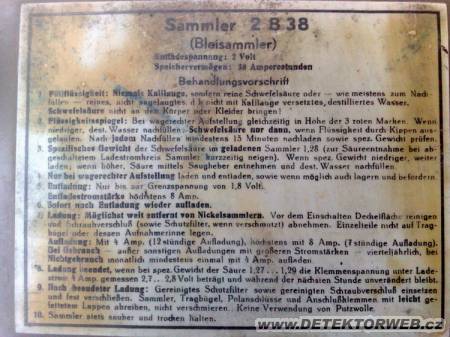 Sammler 2 B 38
(Bleisammler)
Entladespannung: 2 Volt
Speichervermögen: 38 Amperestunden
Behandlungsvorschrift
1. Füllflüssigkeit: Niemals Kalilauge, sondern reine Schwefelsäure oder — wie meistens zum Nach-
füllen — reines, nicht angelaugtes, d. h. nicht mit Kalilauge versetztes, destilliertes Wasser.
Schwefelsäure nicht an den Körper oder Kleider bringen!
2. Flüssigkeitsspiegel: Bei wagerechter Aufstellung gleichzeitig in Höhe der 3 roten Marken. Wenn
niedriger, dest. Wasser nachfüllen; Schwefelsäure nur dann, wenn Flüssigkeit durch Kippen aus-
gelaufen. Nach jedem Nachfüllen mindestens 15 Minuten nachladen sowie spez. Gewicht prüfen.
3. Spezifisches Gewicht der Schwefelsäure im geladenen Sammler 1,28 (zur Säureentnahme bei ab-
geschaltetem Ladestromkreis Sammler kurzzeitig neigen). Wenn spez. Gewicht niedriger, weiter
laden, wenn höher, Säure mittels Saugheber entnehmen und dest. Wasser nachfüllen.
4. Nur bei wagerechter Aufstellung laden und entladen, sowie wenn möglich auch lagern und befördern.
5. Entladung: Nur bis zur Grenzspannung von 1,8 Volt.
Entladestromstärke höchstens 8 Amp.
6. Sofort nach Entladung wieder aufladen.
7. Ladung: Möglichst weit entfernt von Nickelsammlern. Vor dem Einschalten Deckelfläche reinigen
und Schraubverschluß (sowie Schutzfilter, wenn verschmutzt) abnehmen. Einzelzelle nicht auf Trag-
bügel oder dessen Aufnahmerinne legen.
Aufladung: Mit 4 Amp. (12 stündige Aufladung), höchstens mit 8 Amp. (7 stündige Aufladung).
Bei Gebrauch — außer sonstigen Aufladungen mit größeren Stromstärken — vierteljährlich, bei
Nichtgebrauch monatlich mindestens einmal mit 4 Amp. aufladen
8. Ladung beendet, wenn bei spez. Gewicht der Säure 1,27 ... 1,29 die Klemmenspannung unter Lade-
strom 4 Amp. gemessen 2,7... 2,8 Volt beträgt und während der nächsten Stunde unverändert bleibt.
9. Nach beendeter Ladung: Gereinigtes Schutzfilter sowie gereinigten Schraubverschluß einsetzen
und fest verschließen. Sammler, Tragbügel, Polanschlüsse und Anschlußklemmen mit leicht ge-
fetteten Lappen abreiben, nicht verschmieren. Keine Verwendung von Putzwolle.
10. Sammler stets sauber und trocken halten.
© WWW.DETEKTORWEB.CZ